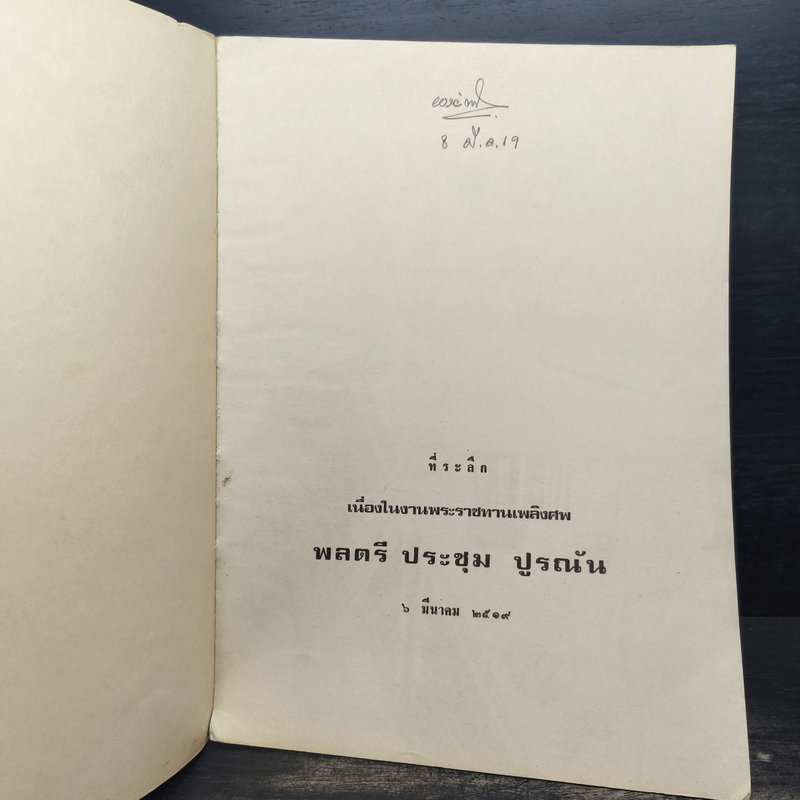 8 มี.ค.19
ที่ระลึก
เนื่องในงานพระราชทานเพลิงศพ
พลตรี ประชุม ปูรณัน
๖ มีนาคม ๒๕๑๙